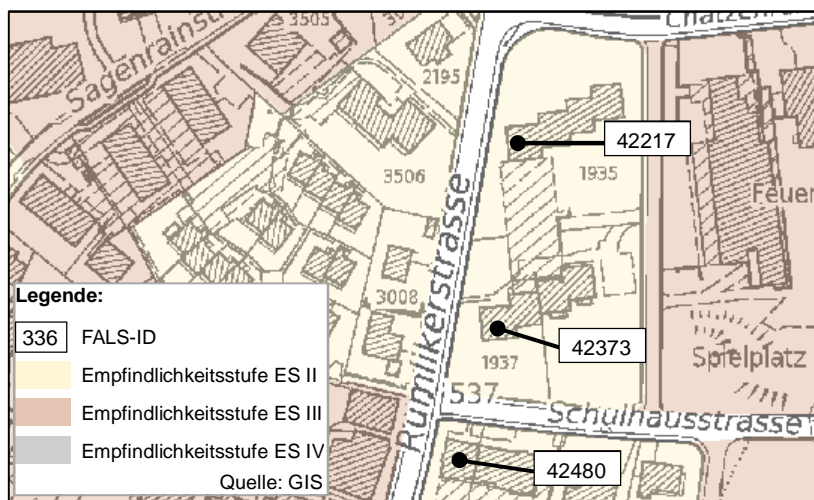 3505
Sagenrainstr
2195
42217
3506
1935
Feuer
Rumlikerstrasse
3008
Legende:
336 FALS-ID
42373
1937
Spielplatz
Empfindlichkeitsstufe ES II
537
Empfindlichkeitsstufe ES III
Schulhausstrasse
Empfindlichkeitsstufe ES IV
42480
Quelle: GIS